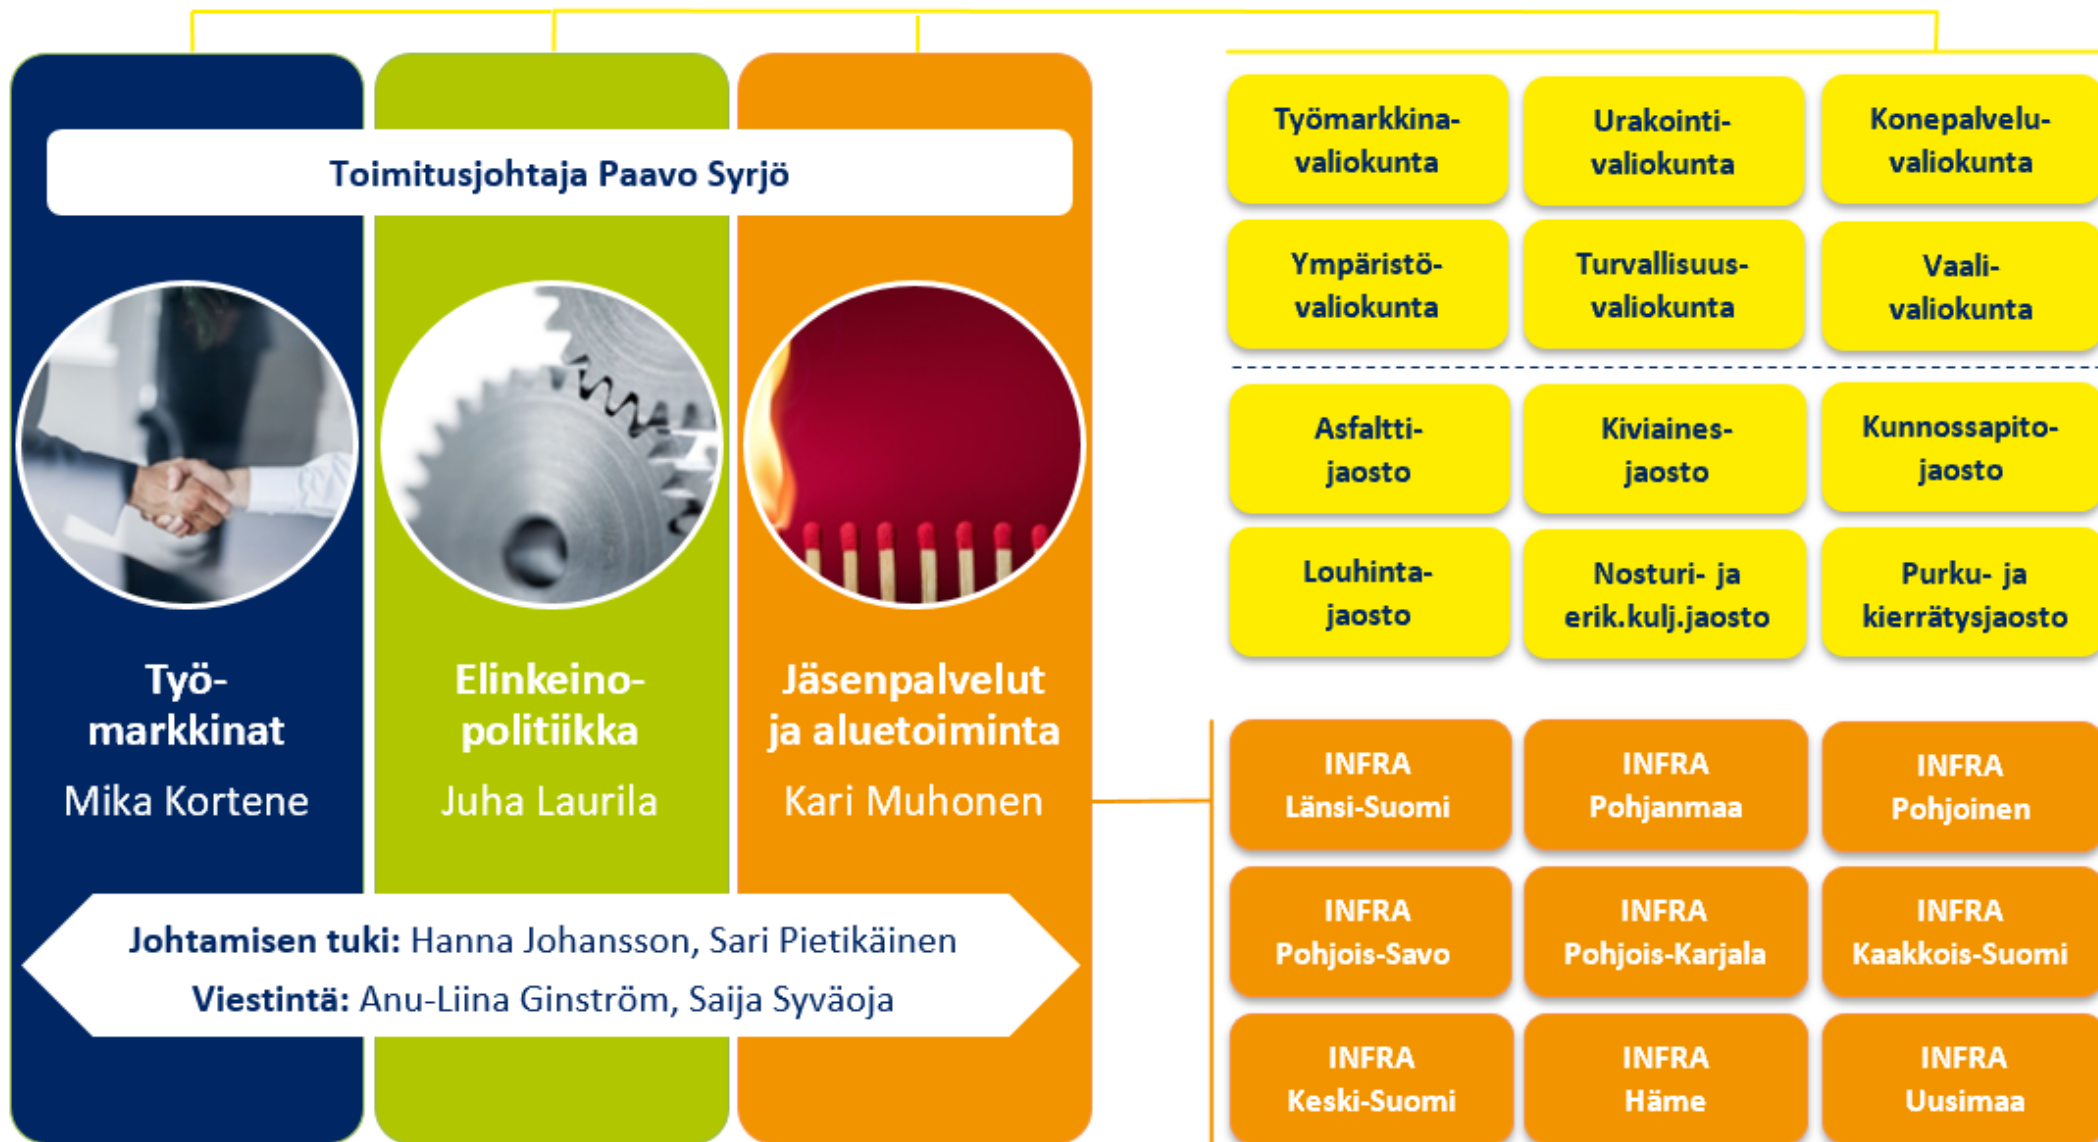 Toimitusjohtaja Paavo Syrjö
Työ-
markkinat
Mika Kortene
Elinkeino-
politiikka
Juha Laurila
Jäsenpalvelut
ja aluetoiminta
Kari Muhonen
Johtamisen tuki: Hanna Johansson, Sari Pietikäinen
Viestintä: Anu-Liina Ginström, Saija Syväoja
Työmarkkina-
valiokunta
Urakointi-
valiokunta
Konepalvelu-
valiokunta
Ympäristö-
valiokunta
Turvallisuus-
valiokunta
Vaali-
valiokunta
Asfaltti-
jaosto
Kiviaines-
jaosto
Kunnossapito-
jaosto
Louhinta-
jaosto
Nosturi- ja
erik.kulj.jaosto
Purku- ja
kierrätysjaosto
INFRA
Länsi-Suomi
INFRA
Pohjanmaa
INFRA
Pohjoinen
INFRA
Pohjois-Savo
INFRA
Pohjois-Karjala
INFRA
Kaakkois-Suomi
INFRA
Keski-Suomi
INFRA
Häme
INFRA
Uusimaa